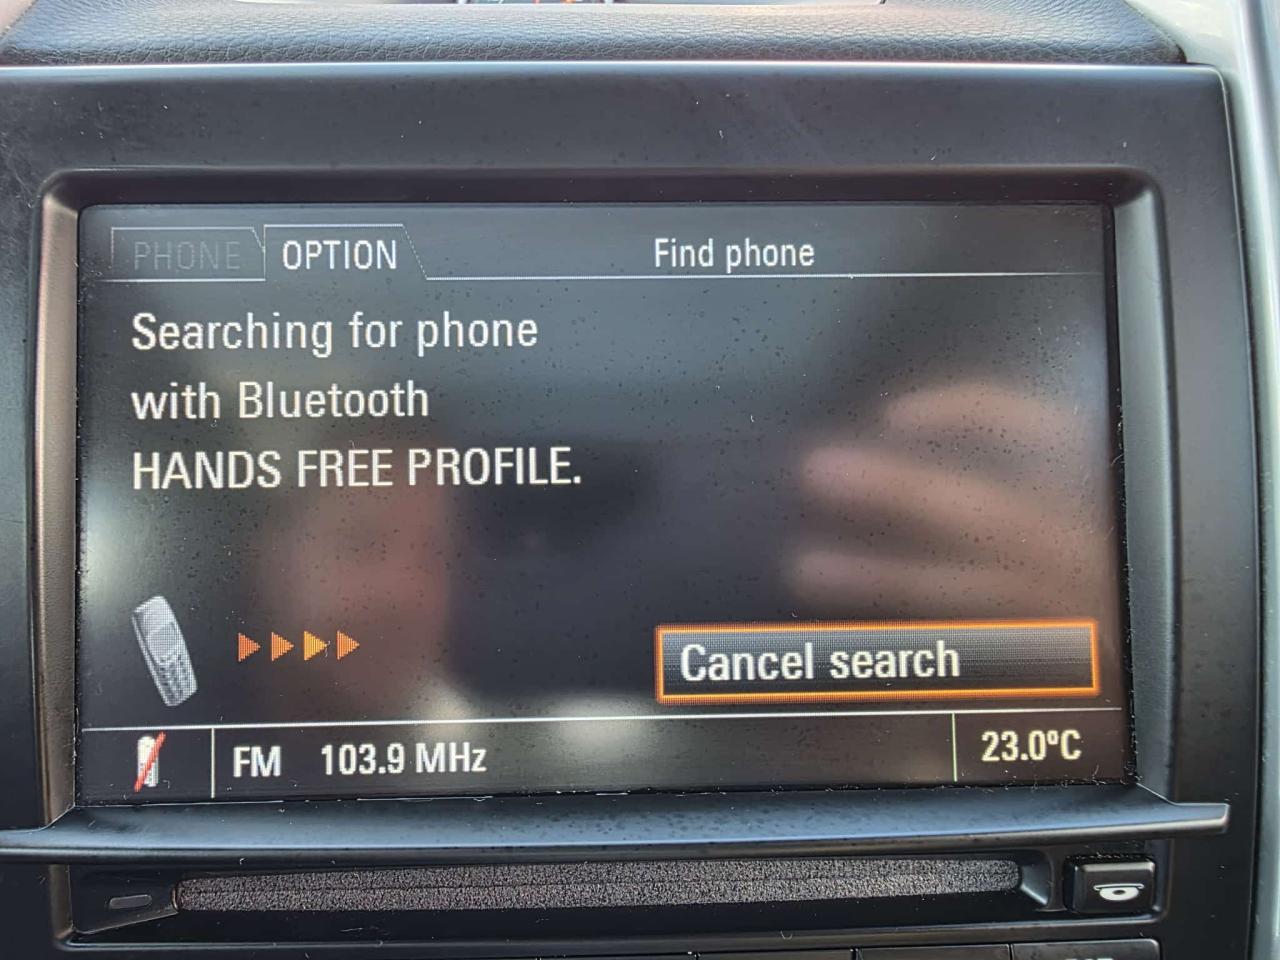 PHONE OPTION Find phone
Searching for phone
with Bluetooth
HANDS FREE PROFILE.
Cancel search
FM 103.9 MHz 23.0ºC